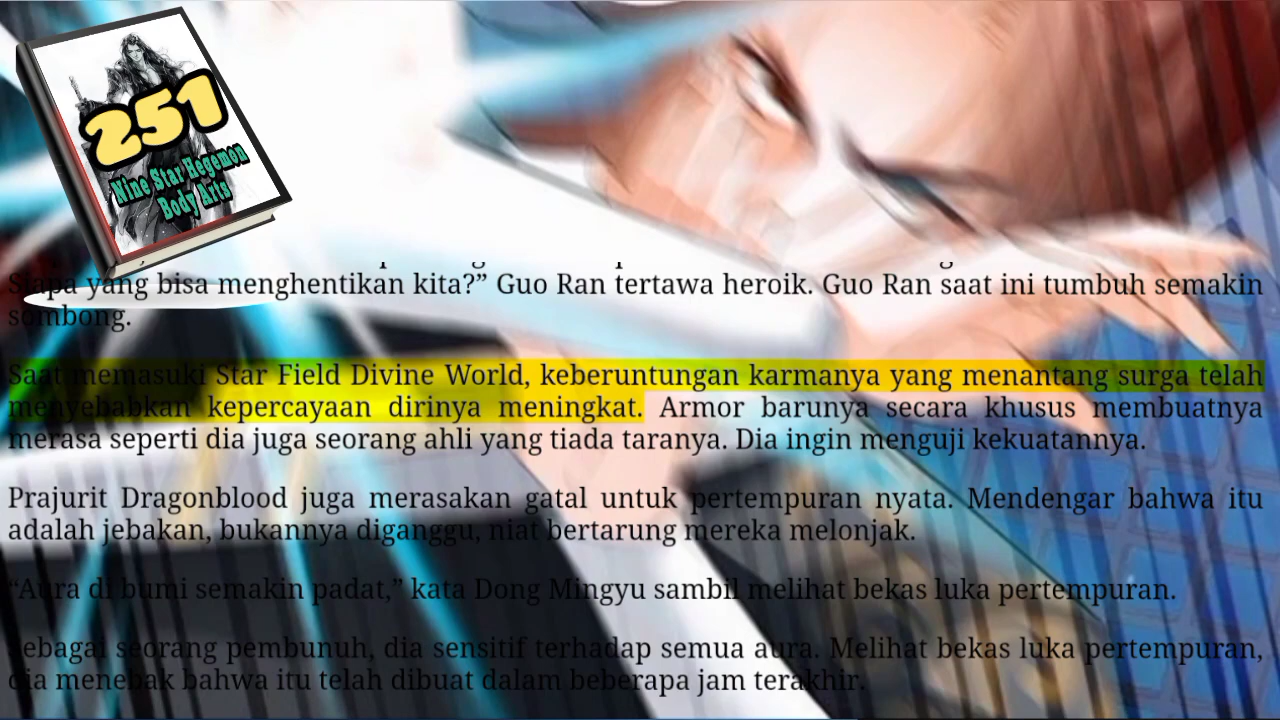 251
Nine Star Hegemon
Body Arts
Siapa yang bisa menghentikan kita?” Guo Ran tertawa heroik. Guo Ran saat ini tumbuh semakin
sombong.
Saat memasuki Star Field Divine World, keberuntungan karmanya yang menantang surga telah
menyebabkan kepercayaan dirinya meningkat. Armor barunya secara khusus membuatnya
merasa seperti dia juga seorang ahli yang tiada taranya. Dia ingin menguji kekuatannya.
Prajurit Dragonblood juga merasakan gatal untuk pertempuran nyata. Mendengar bahwa itu
adalah jebakan, bukannya diganggu, niat bertarung mereka melonjak.
“Aura di bumi semakin padat,” kata Dong Mingyu sambil melihat bekas luka pertempuran.
Sebagai seorang pembunuh, dia sensitif terhadap semua aura. Melihat bekas luka pertempuran,
dia menebak bahwa itu telah dibuat dalam beberapa jam terakhir.